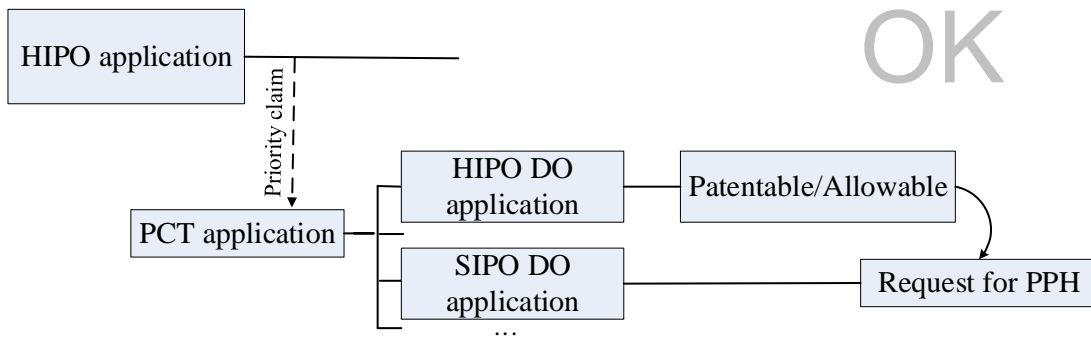 OK
HIPO application
Priority claim
HIPO DO
application
Patentable/Allowable
PCT application
SIPO DO
application
Request for PPH
...